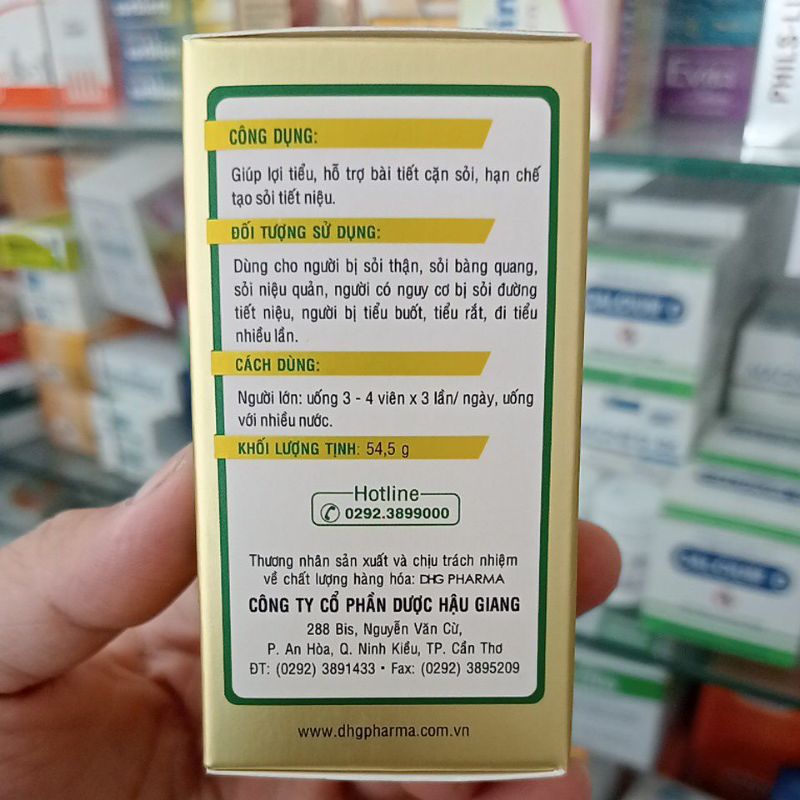 CÔNG DỤNG:
Giúp lợi tiểu, hỗ trợ bài tiết cặn sỏi, hạn chế
tạo sỏi tiết niệu.
ĐỐI TƯỢNG SỬ DỤNG:
Dùng cho người bị sỏi thận, sỏi bàng quang,
sỏi niệu quản, người có nguy cơ bị sỏi đường
tiết niệu, người bị tiểu buốt, tiểu rắt, đi tiểu
nhiều lần.
CÁCH DÙNG:
Người lớn: uống 3 - 4 viên x 3 lần/ ngày, uống
với nhiều nước.
KHỐI LƯỢNG TỊNH: 54,5 g
Hotline
0292.3899000
Thương nhân sản xuất và chịu trách nhiệm
về chất lượng hàng hóa: DHG PHARMA
CÔNG TY CỔ PHẦN DƯỢC HẬU GIANG
288 Bis, Nguyễn Văn Cừ,
P. An Hòa, Q. Ninh Kiều, TP. Cần Thơ
ĐT: (0292) 3891433 • Fax: (0292) 3895209
www.dhgpharma.com.vn
PHILS-LU